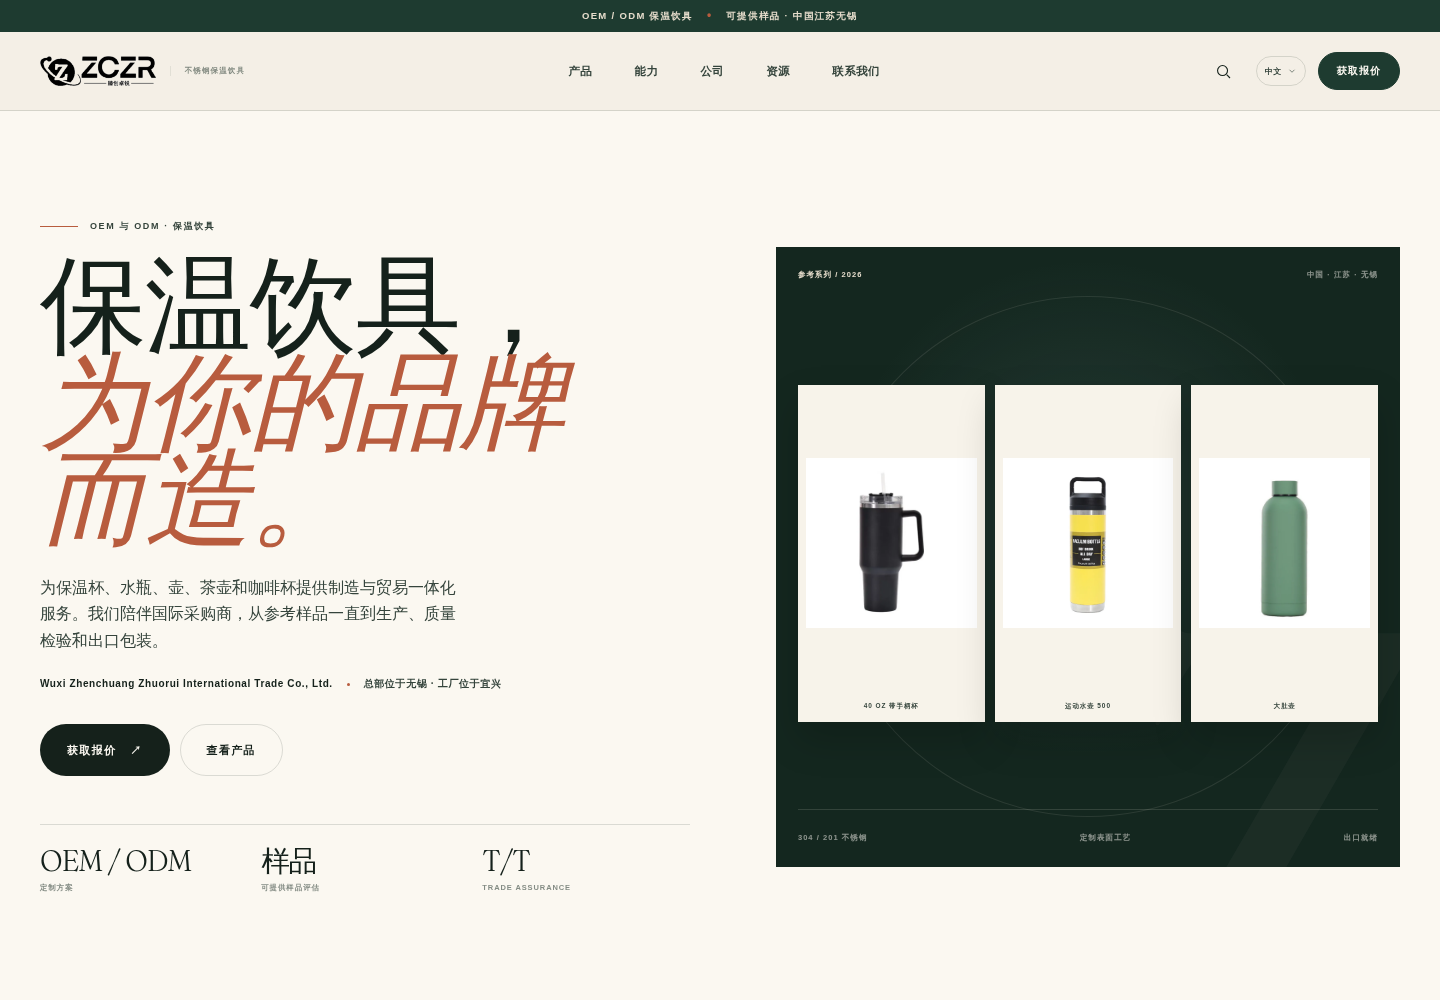 OEM / ODM 保温饮具 • 可提供样品 · 中国江苏无锡
ZCZR
不锈钢保温饮具
产品 能力 公司 资源 联系我们
中文
获取报价
OEM 与 ODM · 保温饮具
保温饮具，
为你的品牌
而造。
为保温杯、水瓶、壶、茶壶和咖啡杯提供制造与贸易一体化
服务。我们陪伴国际采购商，从参考样品一直到生产、质量
检验和出口包装。
Wuxi Zhenchuang Zhuorui International Trade Co., Ltd. • 总部位于无锡 · 工厂位于宜兴
获取报价 ↗
查看产品
OEM / ODM
定制方案
样品
可提供样品评估
T/T
TRADE ASSURANCE
参考系列 / 2026
中国 · 江苏 · 无锡
VACUUM BOTTLE
40 OZ 带手柄杯
运动水壶 500
大肚壶
304 / 201 不锈钢
定制表面工艺
出口就绪